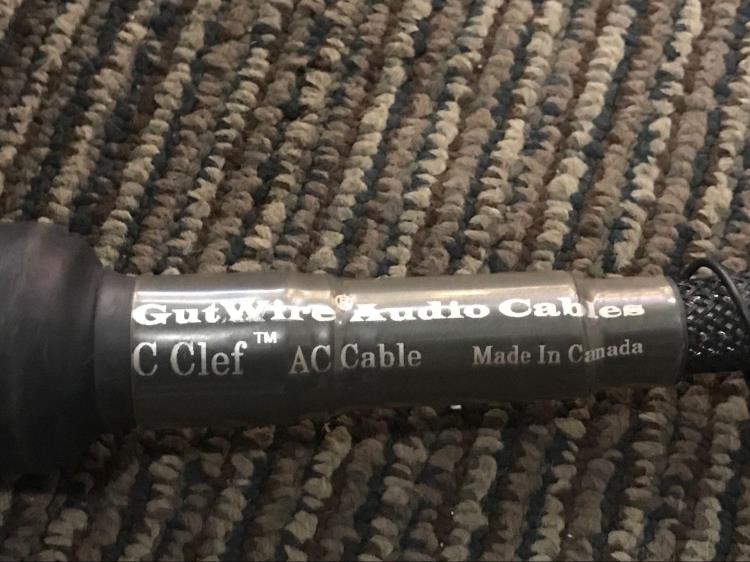 GutWire® Audio Cables
C Clef™ AC Cable Made In Canada